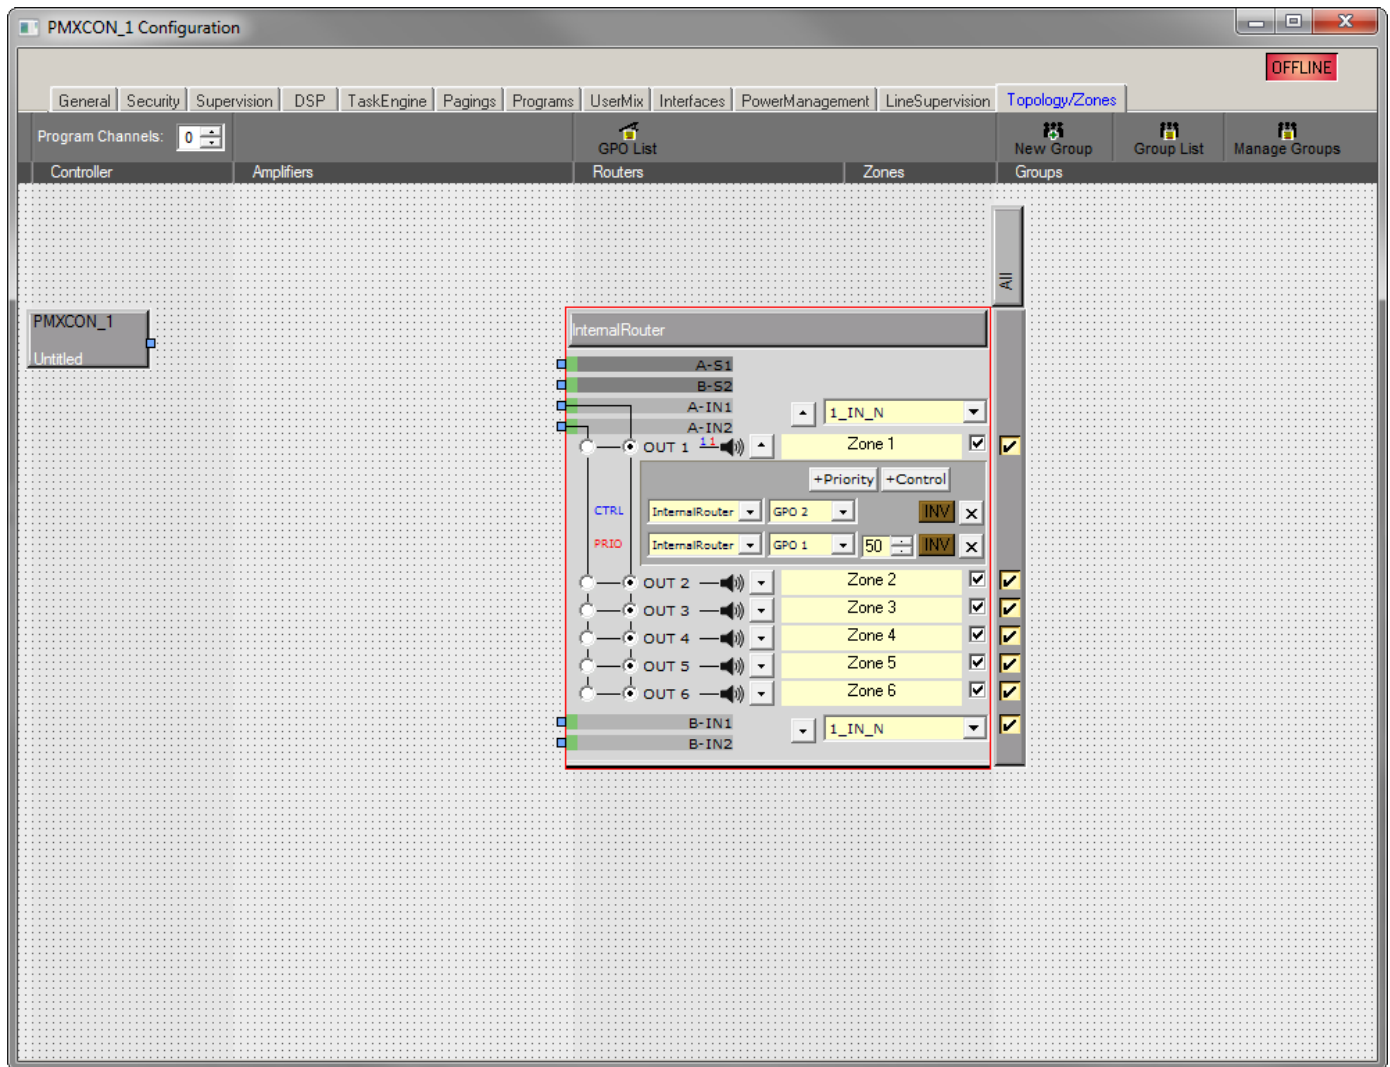 PMXCON_1 Configuration
OFFLINE
General Security Supervision DSP TaskEngine Pagings Programs UserMix Interfaces PowerManagement LineSupervision Topology/Zones
Program Channels: 0
GPO List
New Group Group List Manage Groups
Controller Amplifiers Routers Zones Groups
All
PMXCON_1
Untitled
InternalRouter
A-S1
B-S2
A-IN1 1_IN_N
A-IN2
OUT 1 1 1 Zone 1
+Priority +Control
CTRL InternalRouter GPO 2 INV X
PRIO InternalRouter GPO 1 50 INV X
OUT 2 Zone 2
OUT 3 Zone 3
OUT 4 Zone 4
OUT 5 Zone 5
OUT 6 Zone 6
B-IN1 1_IN_N
B-IN2